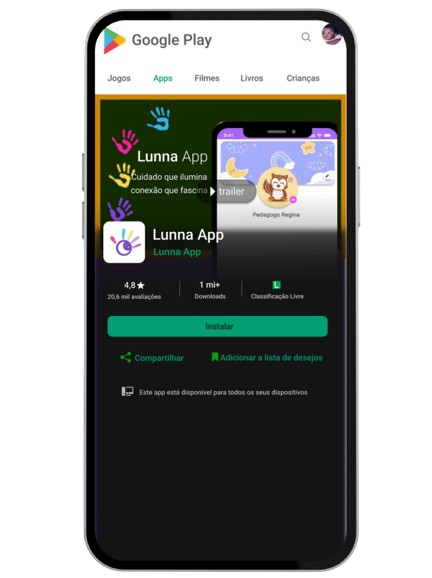 Google Play
Jogos Apps Filmes Livros Crianças
Lunna App
Cuidado que ilumina
conexão que fascina
trailer
9:41
Pedagogo Regina
Lunna App
Lunna App
4,8★ 1 mi+ L
20,6 mil avaliações Downloads Classificação Livre
Instalar
Compartilhar Adicionar a lista de desejos
Este app está disponível para todos os seus dispositivos